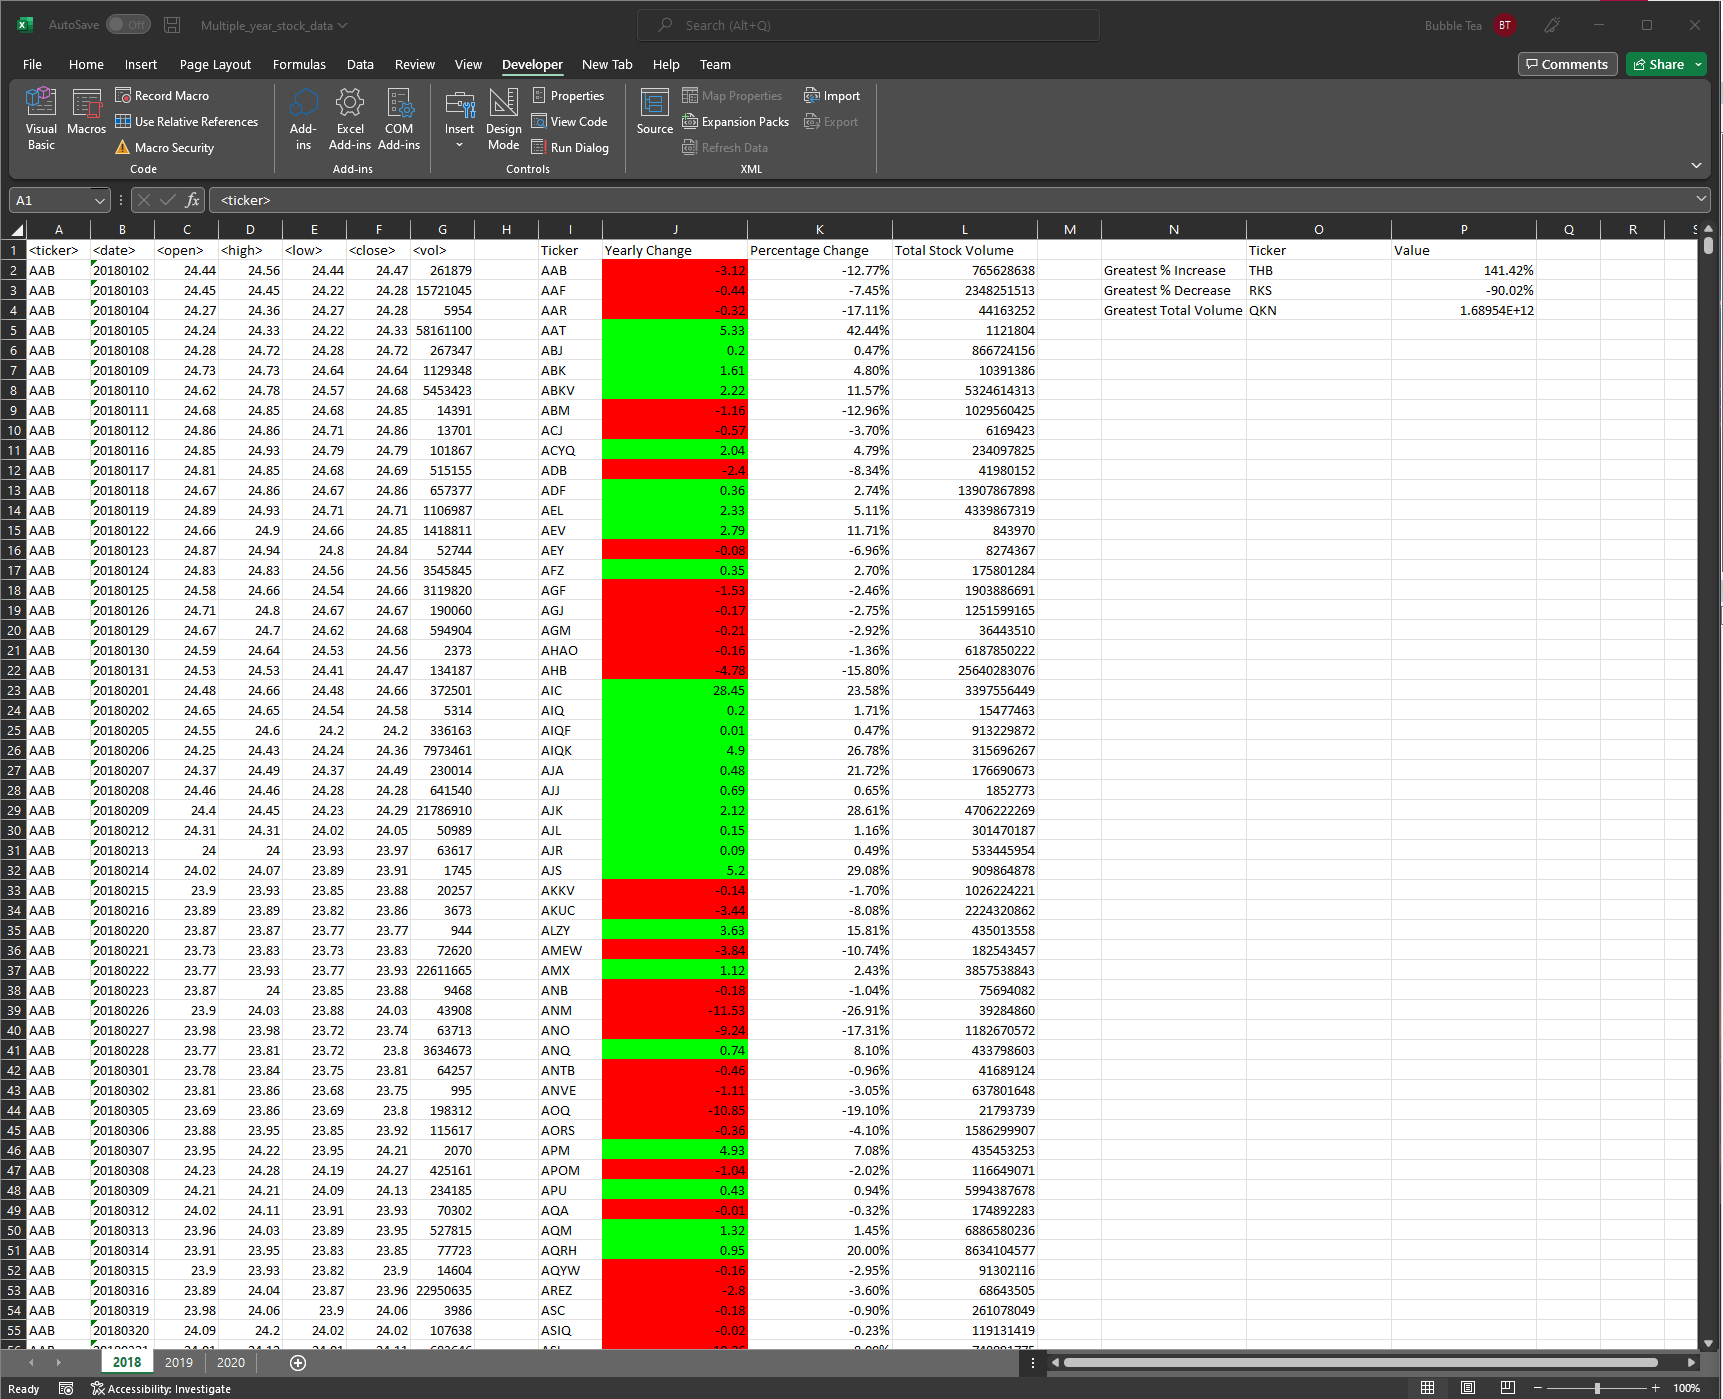 AutoSave Off Multiple_year_stock_data Search (Alt+Q) Bubble Tea BT
File Home Insert Page Layout Formulas Data Review View Developer New Tab Help Team Comments Share
Visual Basic Macros Record Macro Use Relative References Macro Security Code
Add-ins Excel Add-ins COM Add-ins Add-ins
Insert Design Mode Properties View Code Run Dialog Controls
Source Map Properties Expansion Packs Refresh Data Import Export XML
A1 fx <ticker>
A B C D E F G H I J K L M N O P Q R S
1 <ticker> <date> <open> <high> <low> <close> <vol> Ticker Yearly Change Percentage Change Total Stock Volume Ticker Value
2 AAB 20180102 24.44 24.56 24.44 24.47 261879 AAB -3.12 -12.77% 765628638 Greatest % Increase THB 141.42%
3 AAB 20180103 24.45 24.45 24.22 24.28 15721045 AAF -0.44 -7.45% 2348251513 Greatest % Decrease RKS -90.02%
4 AAB 20180104 24.27 24.36 24.27 24.28 5954 AAR -0.32 -17.11% 44163252 Greatest Total Volume QKN 1.68954E+12
5 AAB 20180105 24.24 24.33 24.22 24.33 58161100 AAT 5.33 42.44% 1121804
6 AAB 20180108 24.28 24.72 24.28 24.72 267347 ABJ 0.2 0.47% 866724156
7 AAB 20180109 24.73 24.73 24.64 24.64 1129348 ABK 1.61 4.80% 10391386
8 AAB 20180110 24.62 24.78 24.57 24.68 5453423 ABKV 2.22 11.57% 5324614313
9 AAB 20180111 24.68 24.85 24.68 24.85 14391 ABM -1.16 -12.96% 1029560425
10 AAB 20180112 24.86 24.86 24.71 24.86 13701 ACJ -0.57 -3.70% 6169423
11 AAB 20180116 24.85 24.93 24.79 24.79 101867 ACYQ 2.04 4.79% 234097825
12 AAB 20180117 24.81 24.85 24.68 24.69 515155 ADB -2.4 -8.34% 41980152
13 AAB 20180118 24.67 24.86 24.67 24.86 657377 ADF 0.36 2.74% 13907867898
14 AAB 20180119 24.89 24.93 24.71 24.71 1106987 AEL 2.33 5.11% 4339867319
15 AAB 20180122 24.66 24.9 24.66 24.85 1418811 AEV 2.79 11.71% 843970
16 AAB 20180123 24.87 24.94 24.8 24.84 52744 AEY -0.08 -6.96% 8274367
17 AAB 20180124 24.83 24.83 24.56 24.56 3545845 AFZ 0.35 2.70% 175801284
18 AAB 20180125 24.58 24.66 24.54 24.66 3119820 AGF -1.53 -2.46% 1903886691
19 AAB 20180126 24.71 24.8 24.67 24.67 190060 AGJ -0.17 -2.75% 1251599165
20 AAB 20180129 24.67 24.7 24.62 24.68 594904 AGM -0.21 -2.92% 36443510
21 AAB 20180130 24.59 24.64 24.53 24.56 2373 AHAO -0.16 -1.36% 6187850222
22 AAB 20180131 24.53 24.53 24.41 24.47 134187 AHB -4.78 -15.80% 25640283076
23 AAB 20180201 24.48 24.66 24.48 24.66 372501 AIC 28.45 23.58% 3397556449
24 AAB 20180202 24.65 24.65 24.54 24.58 5314 AIQ 0.2 1.71% 15477463
25 AAB 20180205 24.55 24.6 24.2 24.2 336163 AIQF 0.01 0.47% 913229872
26 AAB 20180206 24.25 24.43 24.24 24.36 7973461 AIQK 4.9 26.78% 315696267
27 AAB 20180207 24.37 24.49 24.37 24.49 230014 AJA 0.48 21.72% 176690673
28 AAB 20180208 24.46 24.46 24.28 24.28 641540 AJJ 0.69 0.65% 1852773
29 AAB 20180209 24.4 24.45 24.23 24.29 21786910 AJK 2.12 28.61% 4706222269
30 AAB 20180212 24.31 24.31 24.02 24.05 50989 AJL 0.15 1.16% 301470187
31 AAB 20180213 24 24 23.93 23.97 63617 AJR 0.09 0.49% 533445954
32 AAB 20180214 24.02 24.07 23.89 23.91 1745 AJS 5.2 29.08% 909864878
33 AAB 20180215 23.9 23.93 23.85 23.88 20257 AKKV -0.14 -1.70% 1026224221
34 AAB 20180216 23.89 23.89 23.82 23.86 3673 AKUC -3.44 -8.08% 2224320862
35 AAB 20180220 23.87 23.87 23.77 23.77 944 ALZY 3.63 15.81% 435013558
36 AAB 20180221 23.73 23.83 23.73 23.83 72620 AMEW -3.84 -10.74% 182543457
37 AAB 20180222 23.77 23.93 23.77 23.93 22611665 AMX 1.12 2.43% 3857538843
38 AAB 20180223 23.87 24 23.85 23.88 9468 ANB -0.18 -1.04% 75694082
39 AAB 20180226 23.9 24.03 23.88 24.03 43908 ANM -11.53 -26.91% 39284860
40 AAB 20180227 23.98 23.98 23.72 23.74 63713 ANO -9.24 -17.31% 1182670572
41 AAB 20180228 23.77 23.81 23.72 23.8 3634673 ANQ 0.74 8.10% 433798603
42 AAB 20180301 23.78 23.84 23.75 23.81 64257 ANTB -0.46 -0.96% 41689124
43 AAB 20180302 23.81 23.86 23.68 23.75 995 ANVE -1.11 -3.05% 637801648
44 AAB 20180305 23.69 23.86 23.69 23.8 198312 AOQ -10.85 -19.10% 21793739
45 AAB 20180306 23.88 23.95 23.85 23.92 115617 AORS -0.36 -4.10% 1586299907
46 AAB 20180307 23.95 24.22 23.95 24.21 2070 APM 4.93 7.08% 435453253
47 AAB 20180308 24.23 24.28 24.19 24.27 425161 APOM -1.04 -2.02% 116649071
48 AAB 20180309 24.21 24.21 24.09 24.13 234185 APU 0.43 0.94% 5994387678
49 AAB 20180312 24.02 24.11 23.91 23.93 70302 AQA -0.01 -0.32% 174892283
50 AAB 20180313 23.96 24.03 23.89 23.95 527815 AQM 1.32 1.45% 6886580236
51 AAB 20180314 23.91 23.95 23.83 23.85 77723 AQRH 0.95 20.00% 8634104577
52 AAB 20180315 23.9 23.93 23.82 23.9 14604 AQYW -0.16 -2.95% 91302116
53 AAB 20180316 23.89 24.04 23.87 23.96 22950635 AREZ -2.8 -3.60% 68643505
54 AAB 20180319 23.98 24.06 23.9 24.06 3986 ASC -0.18 -0.90% 261078049
55 AAB 20180320 24.09 24.2 24.02 24.02 107638 ASIQ -0.02 -0.23% 119131419
2018 2019 2020
Ready Accessibility: Investigate 100%